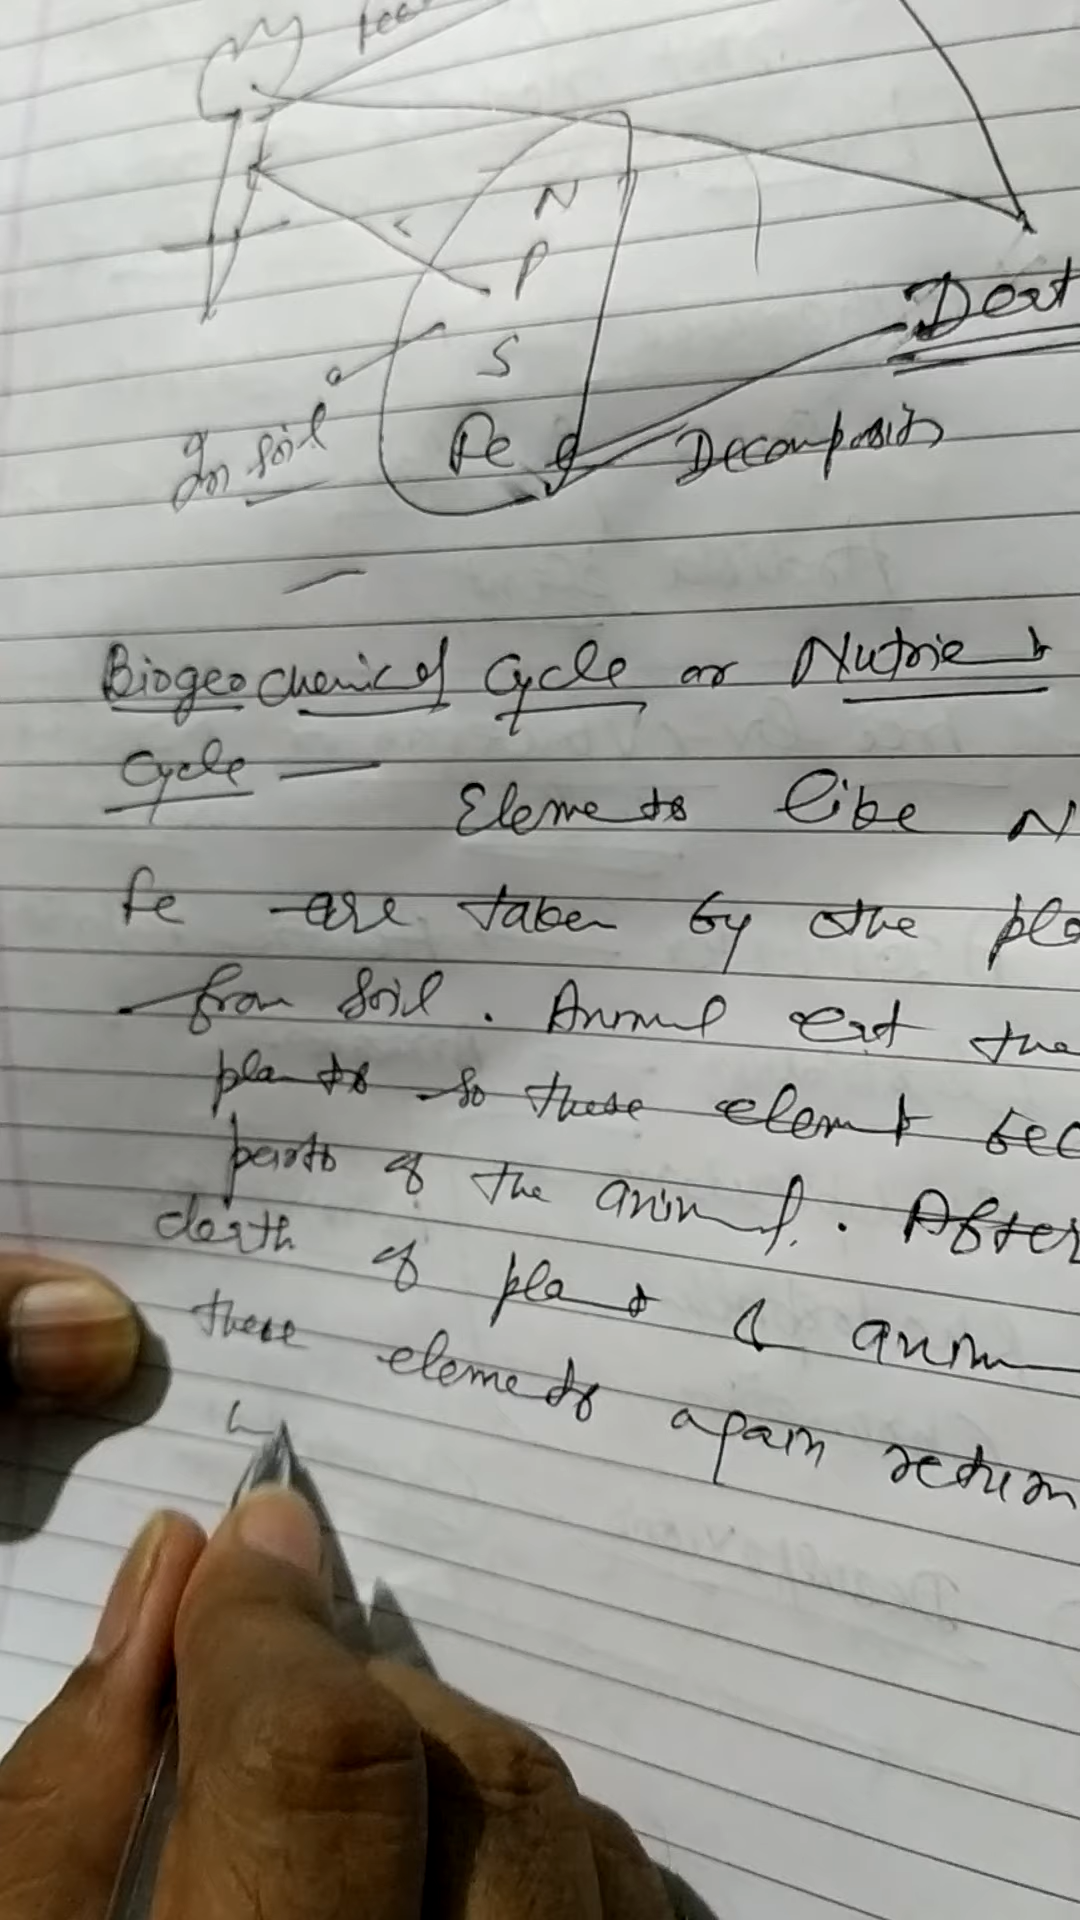 N
P
S
Fe
In soil
Decomposition
Biogeochemical Cycle or Nutrient
Cycle — Elements like N
Fe are taken by the pla
from soil. Animal eat the
plants so these element bec
parts of the animal. After
death of plant & anim
these elements again return